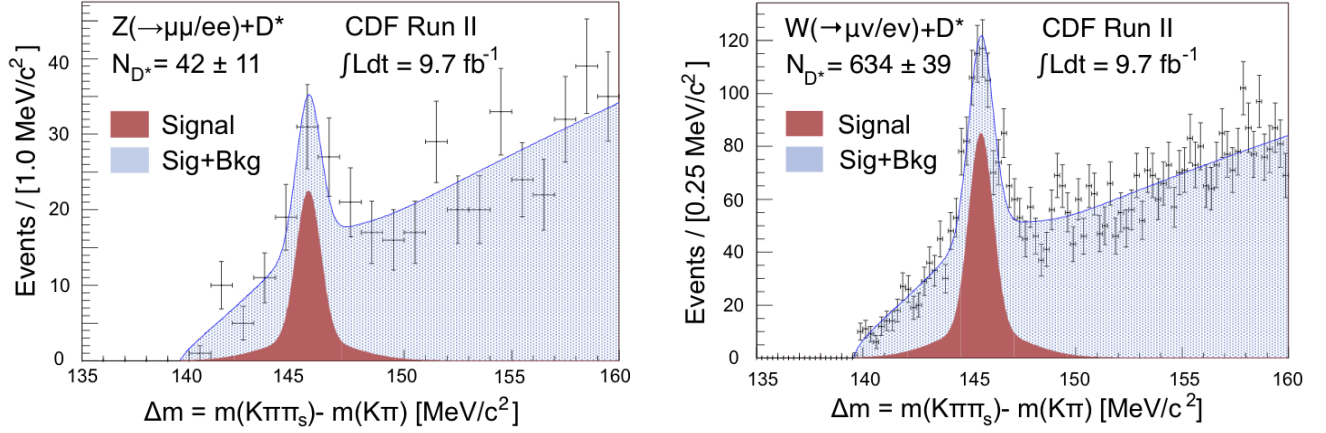 Z(→μμ/ee)+D* CDF Run II
N_D* = 42 ± 11 ∫Ldt = 9.7 fb⁻¹
Signal
Sig+Bkg
Events / [1.0 MeV/c²]
40
30
20
10
0
135 140 145 150 155 160
Δm = m(Kππₛ)- m(Kπ) [MeV/c²]
W(→μv/ev)+D* CDF Run II
N_D* = 634 ± 39 ∫Ldt = 9.7 fb⁻¹
Signal
Sig+Bkg
Events / [0.25 MeV/c²]
120
100
80
60
40
20
0
135 140 145 150 155 160
Δm = m(Kππₛ)- m(Kπ) [MeV/c²]